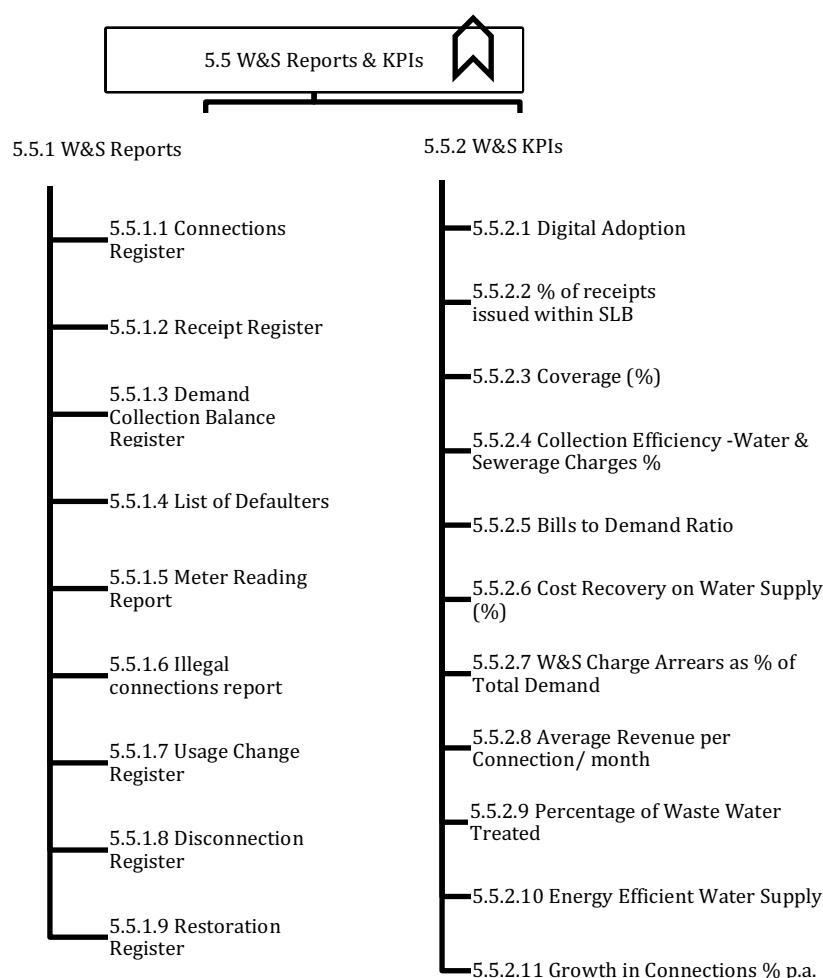 5.5 W&S Reports & KPIs
5.5.1 W&S Reports
5.5.1.1 Connections
Register
5.5.1.2 Receipt Register
5.5.1.3 Demand
Collection Balance
Register
5.5.1.4 List of Defaulters
5.5.1.5 Meter Reading
Report
5.5.1.6 Illegal
connections report
5.5.1.7 Usage Change
Register
5.5.1.8 Disconnection
Register
5.5.1.9 Restoration
Register
5.5.2 W&S KPIs
5.5.2.1 Digital Adoption
5.5.2.2 % of receipts
issued within SLB
5.5.2.3 Coverage (%)
5.5.2.4 Collection Efficiency -Water &
Sewerage Charges %
5.5.2.5 Bills to Demand Ratio
5.5.2.6 Cost Recovery on Water Supply
(%)
5.5.2.7 W&S Charge Arrears as % of
Total Demand
5.5.2.8 Average Revenue per
Connection/ month
5.5.2.9 Percentage of Waste Water
Treated
5.5.2.10 Energy Efficient Water Supply
5.5.2.11 Growth in Connections % p.a.